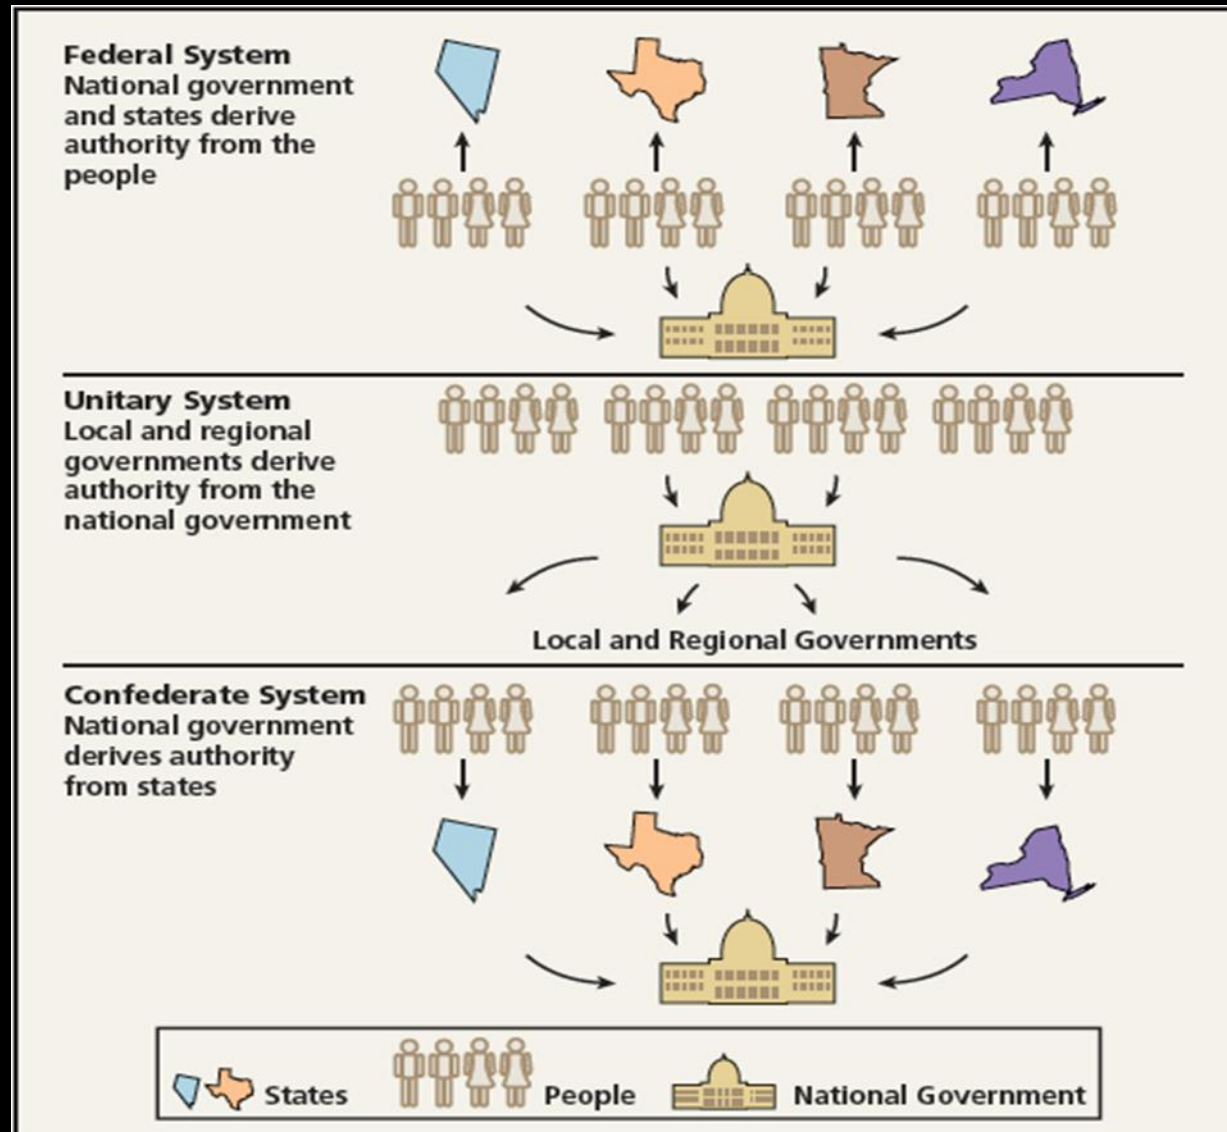 Federal System
National government
and states derive
authority from the
people
Unitary System
Local and regional
governments derive
authority from the
national government
Local and Regional Governments
Confederate System
National government
derives authority
from states
States
People
National Government